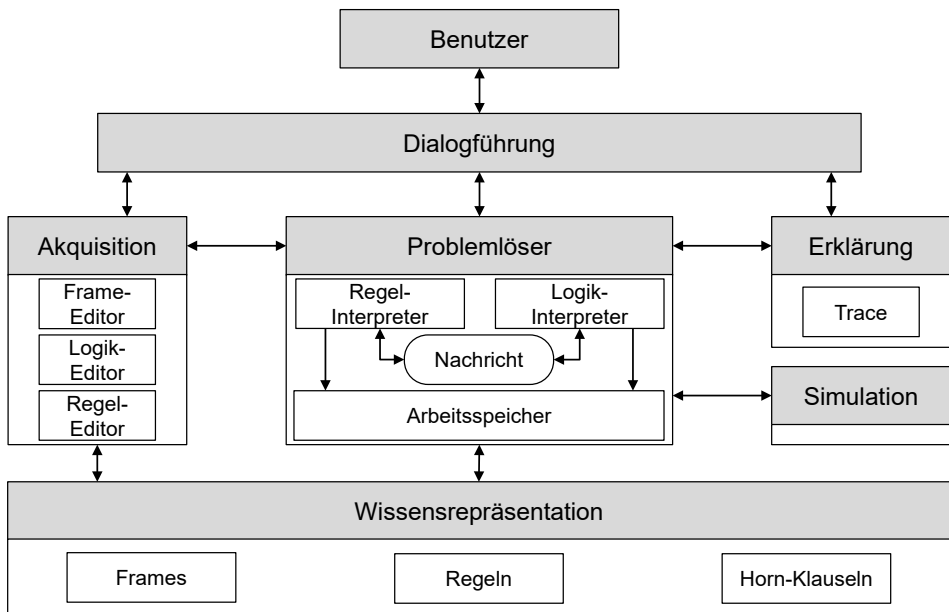 Benutzer
Dialogführung
Akquisition
Frame-
Editor
Logik-
Editor
Regel-
Editor
Problemlöser
Regel-
Interpreter
Logik-
Interpreter
Nachricht
Arbeitsspeicher
Erklärung
Trace
Simulation
Wissensrepräsentation
Frames
Regeln
Horn-Klauseln